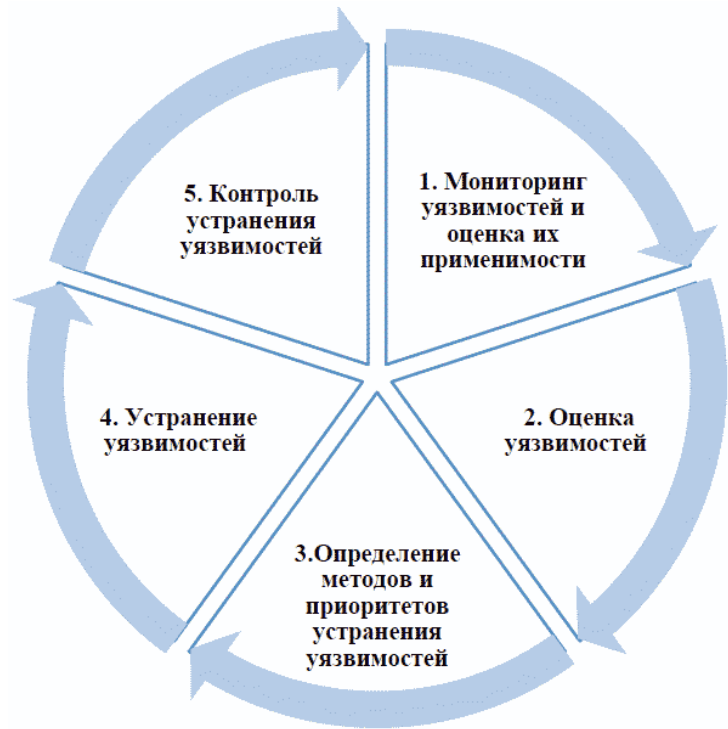 1. Мониторинг
уязвимостей и
оценка их
применимости
2. Оценка
уязвимостей
3.Определение
методов и
приоритетов
устранения
уязвимостей
4. Устранение
уязвимостей
5. Контроль
устранения
уязвимостей